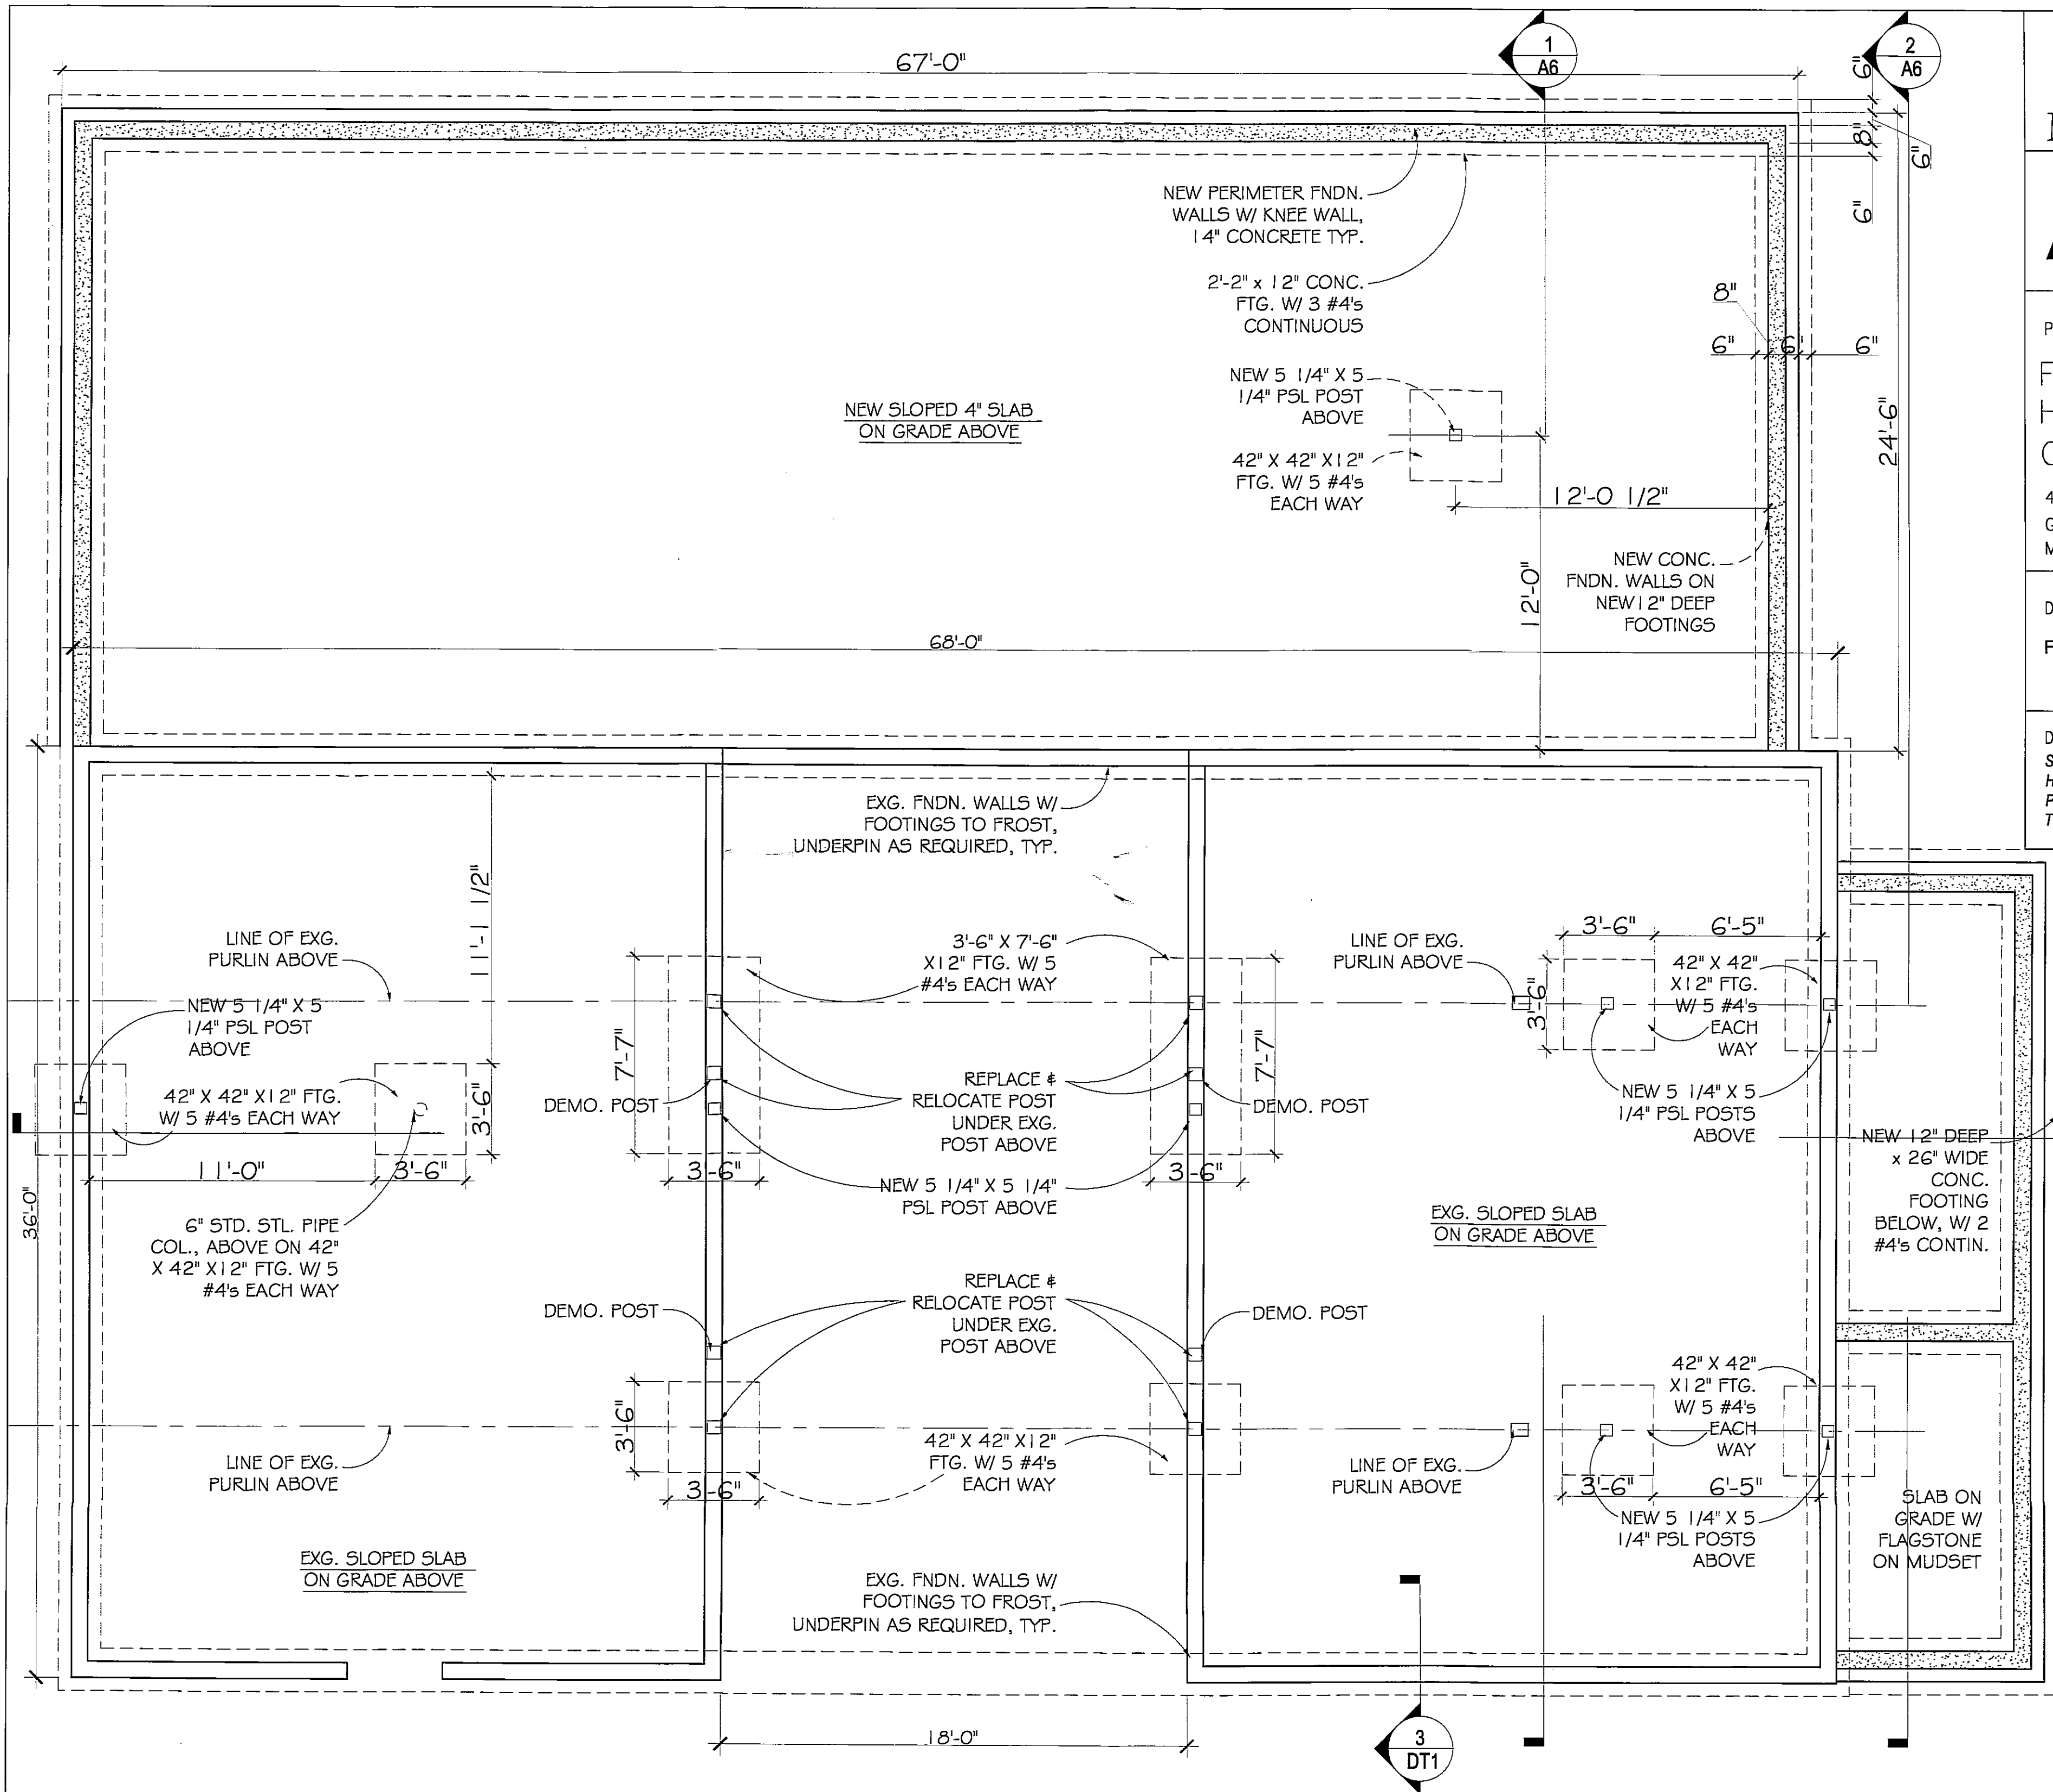 67'-0"
1
A6
2
A6
6"
8"
6"
6"
NEW PERIMETER FNDN.
WALLS W/ KNEE WALL,
14" CONCRETE TYP.
2'-2" x 12" CONC.
FTG. W/ 3 #4's
CONTINUOUS
8"
6"
6"
6"
NEW 5 1/4" X 5
1/4" PSL POST
ABOVE
42" X 42" X12"
FTG. W/ 5 #4's
EACH WAY
NEW SLOPED 4" SLAB
ON GRADE ABOVE
24'-6"
12'-0 1/2"
12'-0"
NEW CONC.
FNDN. WALLS ON
NEW 12" DEEP
FOOTINGS
68'-0"
EXG. FNDN. WALLS W/
FOOTINGS TO FROST,
UNDERPIN AS REQUIRED, TYP.
11'-1 1/2"
LINE OF EXG.
PURLIN ABOVE
NEW 5 1/4" X 5
1/4" PSL POST
ABOVE
3'-6" X 7'-6"
X12" FTG. W/ 5
#4's EACH WAY
LINE OF EXG.
PURLIN ABOVE
3'-6"
6'-5"
3'-6"
42" X 42"
X12" FTG.
W/ 5 #4's
EACH
WAY
42" X 42" X12" FTG.
W/ 5 #4's EACH WAY
3'-6"
7'-7"
DEMO. POST
REPLACE &
RELOCATE POST
UNDER EXG.
POST ABOVE
7'-7"
DEMO. POST
NEW 5 1/4" X 5
1/4" PSL POSTS
ABOVE
NEW 12" DEEP
x 26" WIDE
CONC.
FOOTING
BELOW, W/ 2
#4's CONTIN.
11'-0"
3'-6"
3'-6"
NEW 5 1/4" X 5 1/4"
PSL POST ABOVE
3'-6"
36'-0"
6" STD. STL. PIPE
COL., ABOVE ON 42"
X 42" X12" FTG. W/ 5
#4's EACH WAY
EXG. SLOPED SLAB
ON GRADE ABOVE
DEMO. POST
REPLACE &
RELOCATE POST
UNDER EXG.
POST ABOVE
DEMO. POST
42" X 42"
X12" FTG.
W/ 5 #4's
EACH
WAY
3'-6"
3'-6"
42" X 42" X12"
FTG. W/ 5 #4's
EACH WAY
LINE OF EXG.
PURLIN ABOVE
LINE OF EXG.
PURLIN ABOVE
3'-6"
6'-5"
NEW 5 1/4" X 5
1/4" PSL POSTS
ABOVE
SLAB ON
GRADE W/
FLAGSTONE
ON MUDSET
EXG. SLOPED SLAB
ON GRADE ABOVE
EXG. FNDN. WALLS W/
FOOTINGS TO FROST,
UNDERPIN AS REQUIRED, TYP.
18'-0"
3
DT1